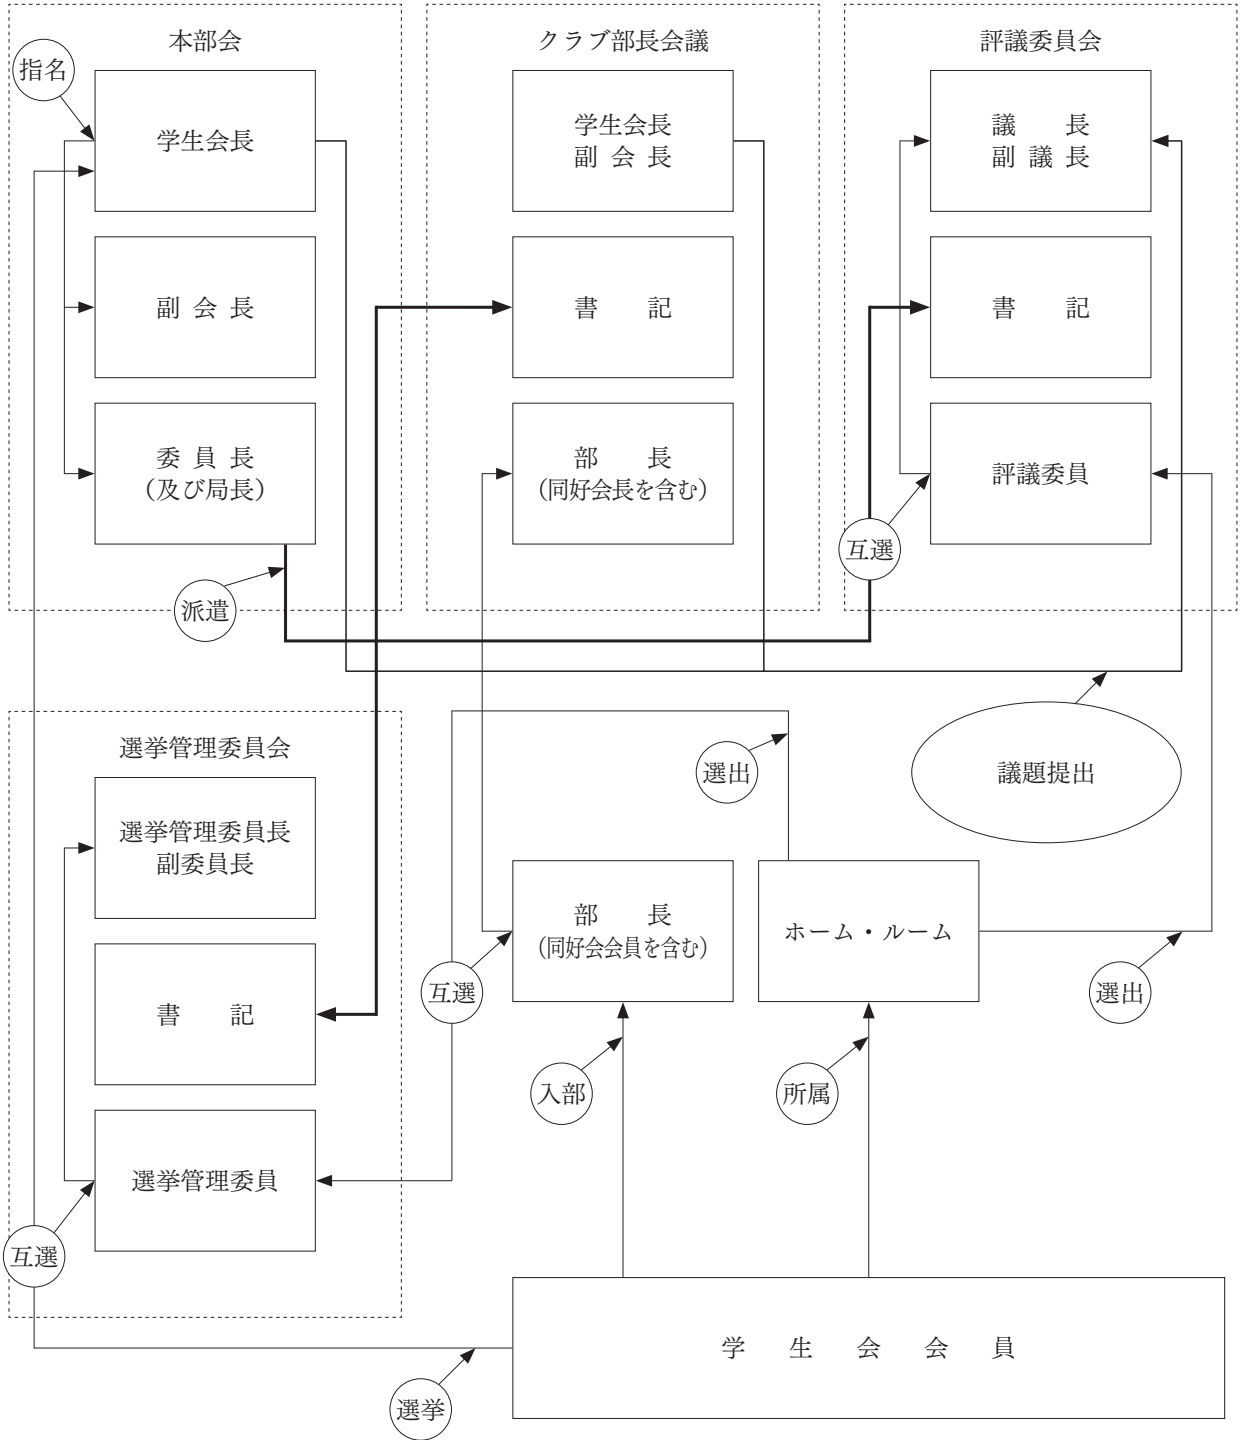 本部会
指名
学生会長
副会長
委員長
(及び局長)
派遣
クラブ部長会議
学生会長
副会長
書記
部長
(同好会長を含む)
評議委員会
議長
副議長
書記
評議委員
互選
議題提出
選挙管理委員会
選挙管理委員長
副委員長
書記
選挙管理委員
互選
選出
部長
(同好会会員を含む)
互選
ホーム・ルーム
選出
入部
所属
学生会会員
選挙